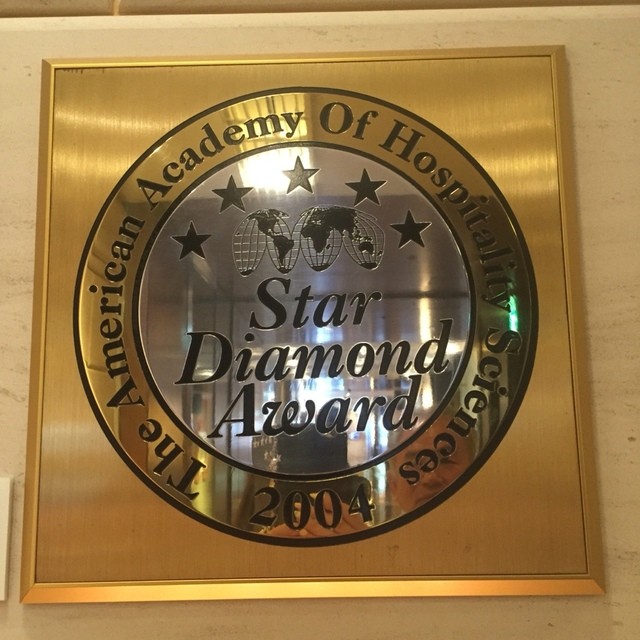 The American Academy Of Hospitality Sciences
Star
Diamond
Award
2004